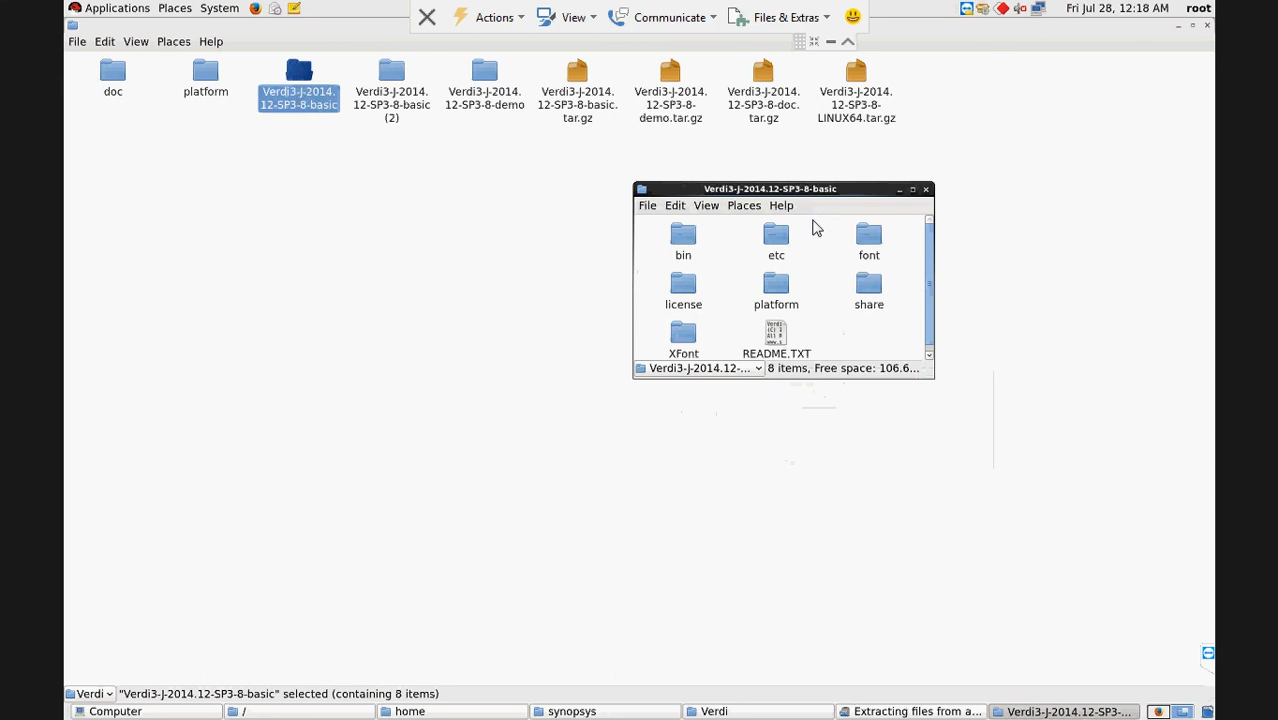 Applications Places System
Actions View Communicate Files & Extras
Fri Jul 28, 12:18 AM root
File Edit View Places Help
doc
platform
Verdi3-J-2014.
12-SP3-8-basic
Verdi3-J-2014.
12-SP3-8-basic
(2)
Verdi3-J-2014.
12-SP3-8-demo
Verdi3-J-2014.
12-SP3-8-basic.
tar.gz
Verdi3-J-2014.
12-SP3-8-
demo.tar.gz
Verdi3-J-2014.
12-SP3-8-doc.
tar.gz
Verdi3-J-2014.
12-SP3-8-
LINUX64.tar.gz
Verdi3-J-2014.12-SP3-8-basic
File Edit View Places Help
bin
etc
font
license
platform
share
XFont
README.TXT
Verdi3-J-2014.12-... 8 items, Free space: 106.6...
Verdi "Verdi3-J-2014.12-SP3-8-basic" selected (containing 8 items)
Computer / home synopsys Verdi Extracting files from a... Verdi3-J-2014.12-SP3-...